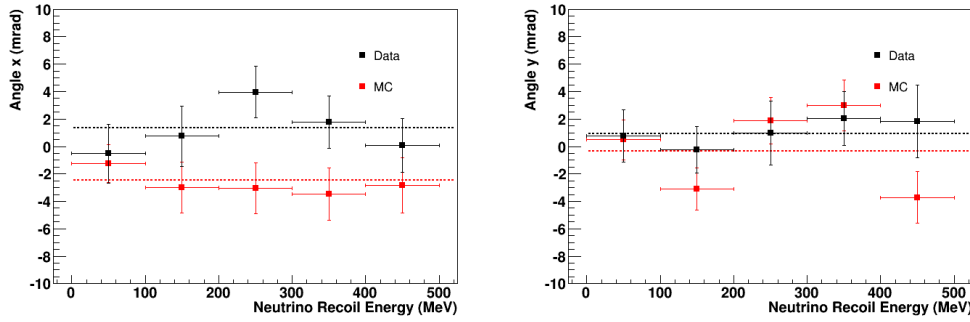 Angle x (mrad)
10
8
6
4
2
0
−2
−4
−6
−8
−10
Data
MC
0 100 200 300 400 500
Neutrino Recoil Energy (MeV)
Angle y (mrad)
10
8
6
4
2
0
−2
−4
−6
−8
−10
Data
MC
0 100 200 300 400 500
Neutrino Recoil Energy (MeV)